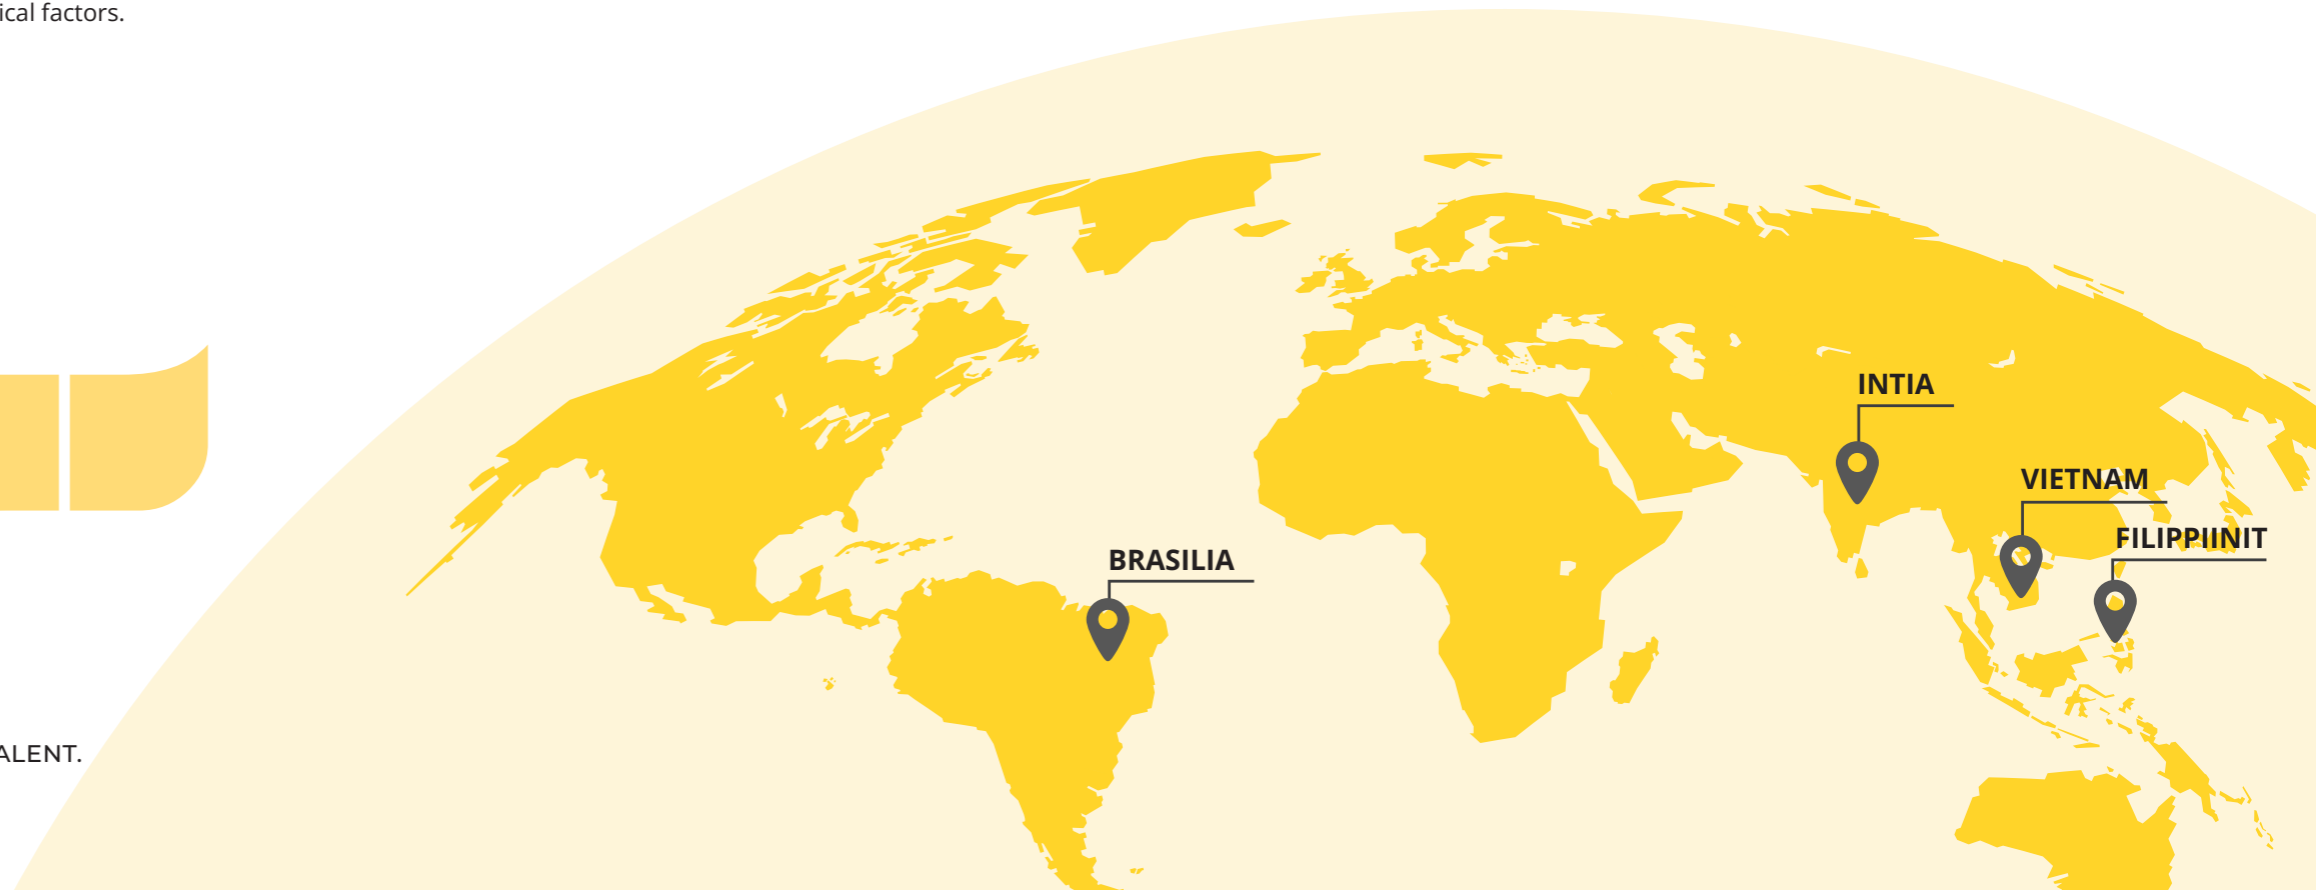 ical factors.
INTIA
VIETNAM
FILIPPIINIT
BRASILIA
ALENT.